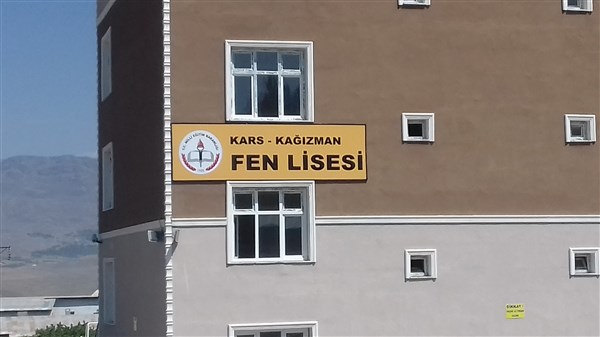 KARS - KAĞIZMAN
FEN LİSESİ